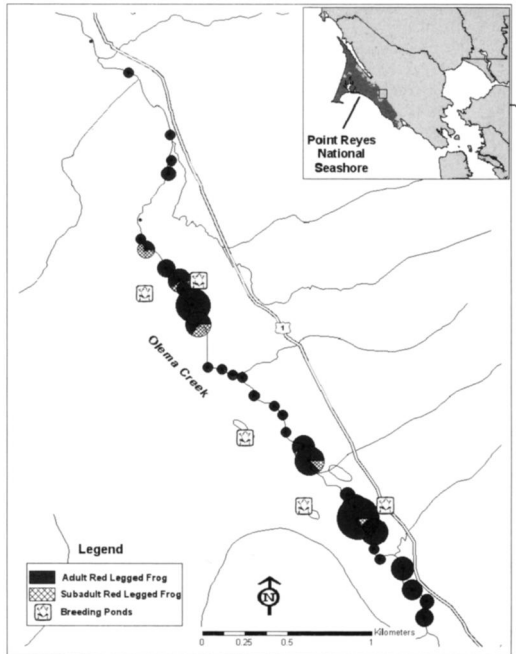 Point Reyes
National
Seashore
1
Olema Creek
Legend
Adult Red Legged Frog
Subadult Red Legged Frog
Breeding Ponds
N
Kilometers
0 0.25 0.5 1